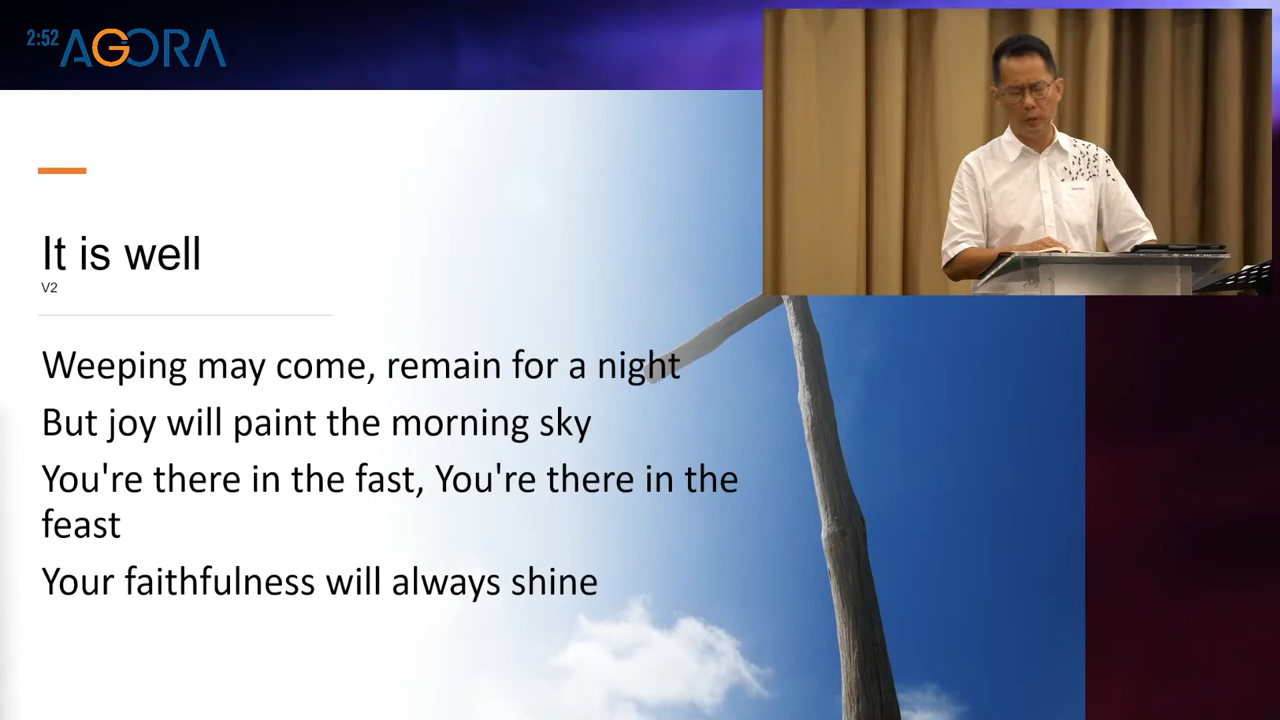 2:52 AGORA
It is well
V2
Weeping may come, remain for a night
But joy will paint the morning sky
You're there in the fast, You're there in the
feast
Your faithfulness will always shine